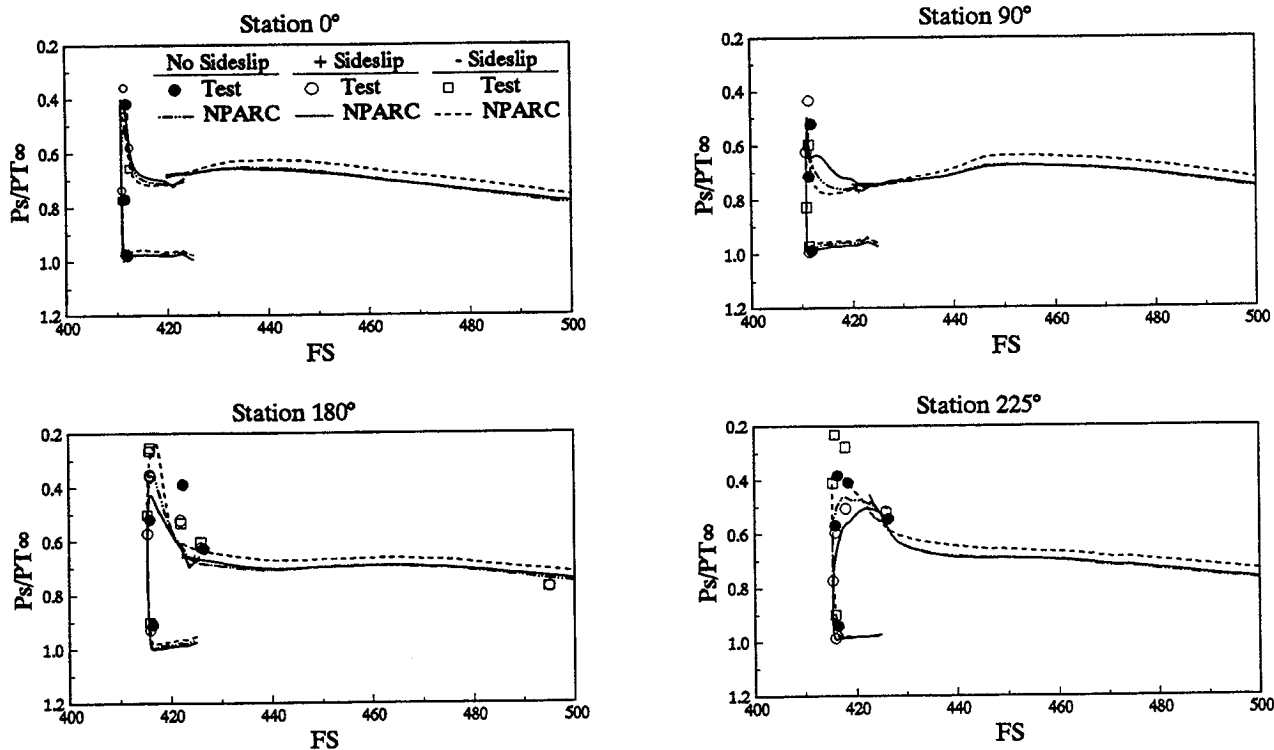 Station 0°
0.2
0.4
0.6
0.8
1.0
1.2
Ps/PT∞
No Sideslip + Sideslip - Sideslip
Test Test Test
NPARC NPARC NPARC
400 420 440 460 480 500
FS
Station 90°
0.2
0.4
0.6
0.8
1.0
1.2
Ps/PT∞
400 420 440 460 480 500
FS
Station 180°
0.2
0.4
0.6
0.8
1.0
1.2
Ps/PT∞
400 420 440 460 480 500
FS
Station 225°
0.2
0.4
0.6
0.8
1.0
1.2
Ps/PT∞
400 420 440 460 480 500
FS